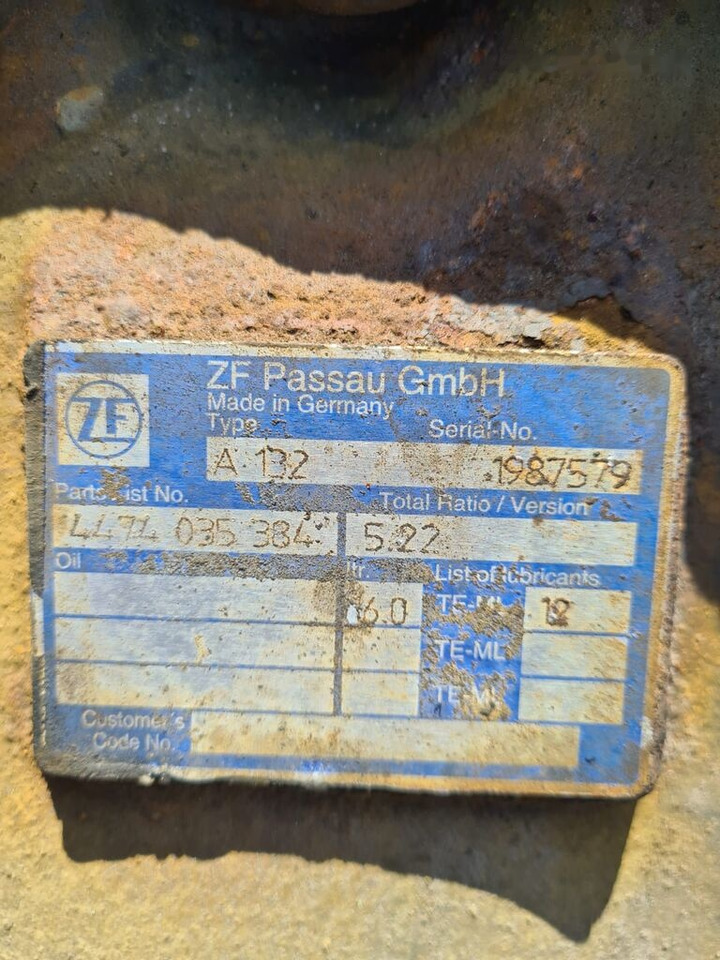 ZF Passau GmbH
ZF
Made in Germany
Type Serial-No.
A 132 1987579
Parts List No. Total Ratio / Version
4474 035 384 5.22
Oil ltr. List of lubricants
6.0 TE-ML 12
TE-ML
TE-ML
Customer's
Code No.